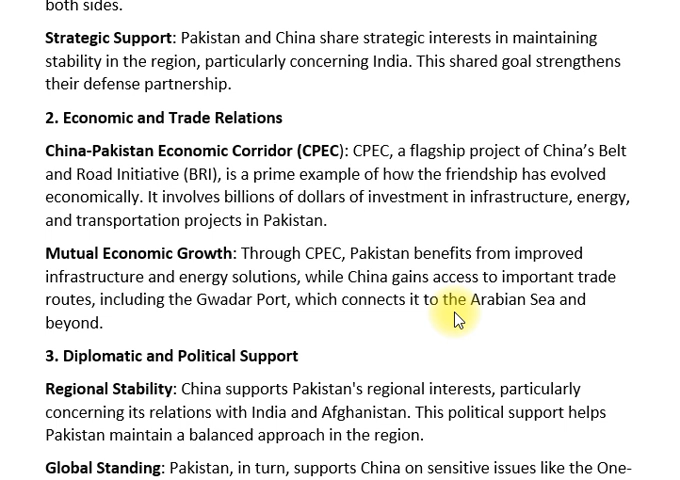 both sides.
Strategic Support: Pakistan and China share strategic interests in maintaining
stability in the region, particularly concerning India. This shared goal strengthens
their defense partnership.
2. Economic and Trade Relations
China-Pakistan Economic Corridor (CPEC): CPEC, a flagship project of China’s Belt
and Road Initiative (BRI), is a prime example of how the friendship has evolved
economically. It involves billions of dollars of investment in infrastructure, energy,
and transportation projects in Pakistan.
Mutual Economic Growth: Through CPEC, Pakistan benefits from improved
infrastructure and energy solutions, while China gains access to important trade
routes, including the Gwadar Port, which connects it to the Arabian Sea and
beyond.
3. Diplomatic and Political Support
Regional Stability: China supports Pakistan's regional interests, particularly
concerning its relations with India and Afghanistan. This political support helps
Pakistan maintain a balanced approach in the region.
Global Standing: Pakistan, in turn, supports China on sensitive issues like the One-